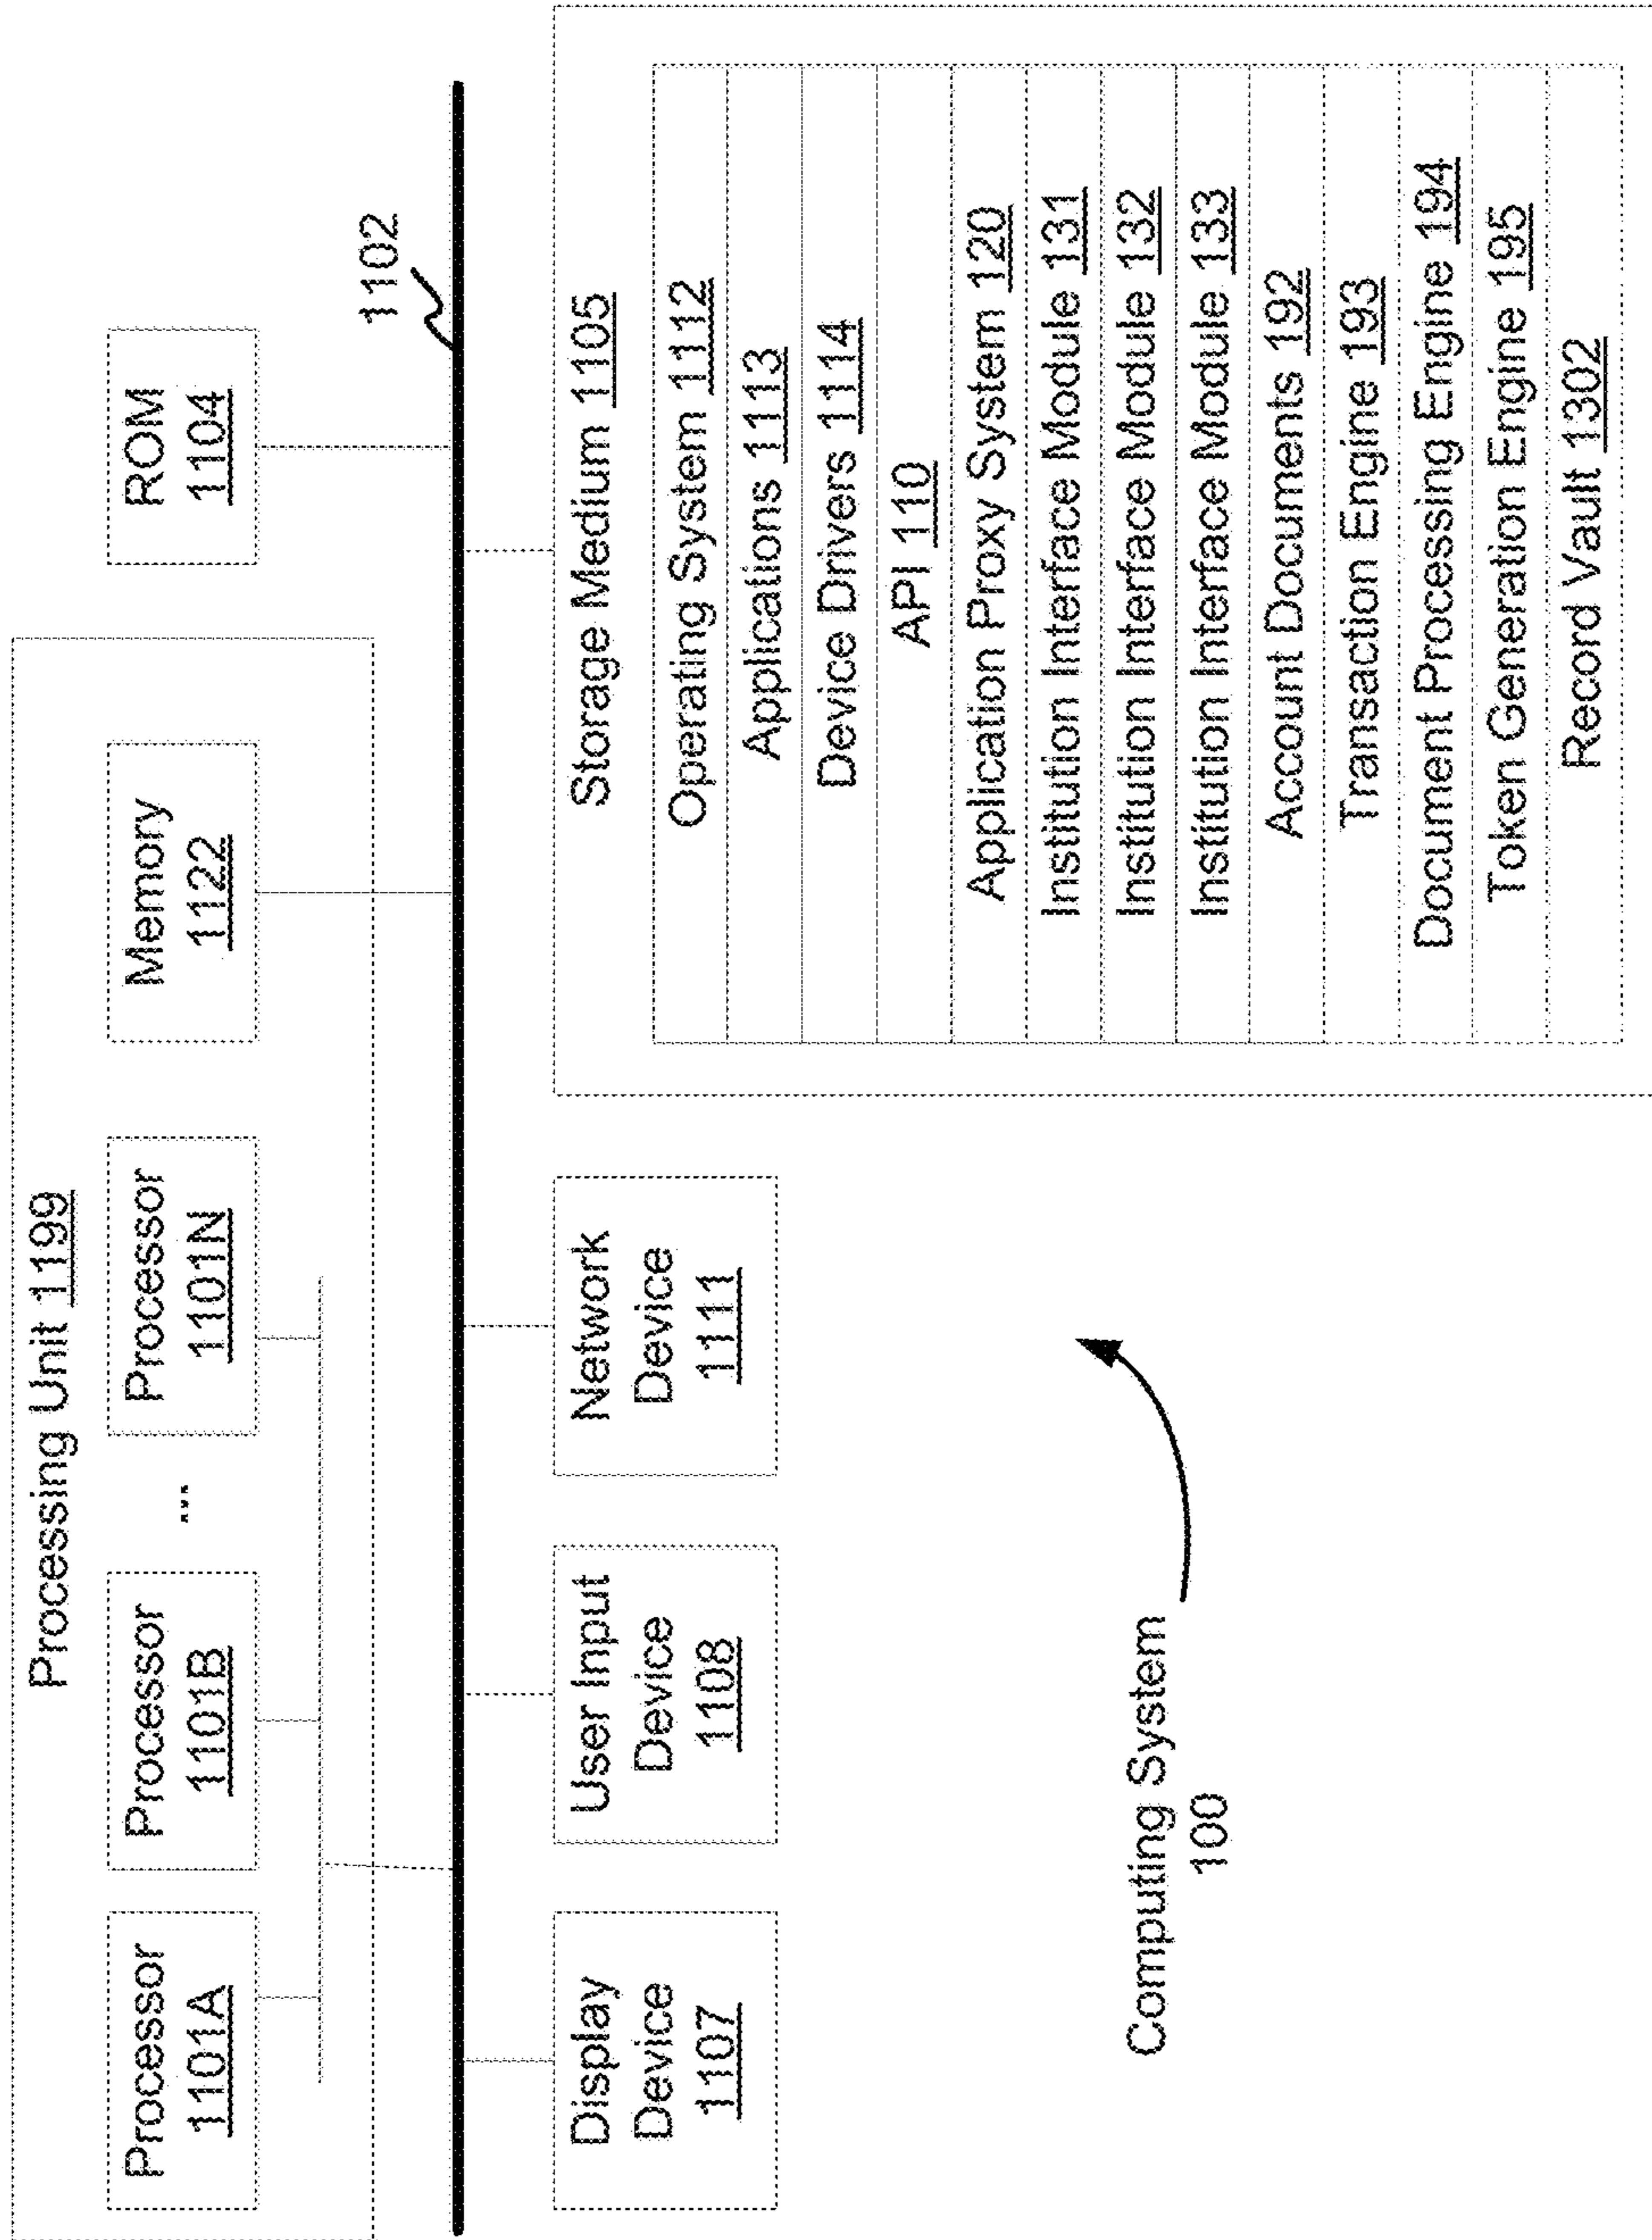 Processing Unit 1199
Processor
1101A
Processor
1101B
...
Processor
1101N
Memory
1122
ROM
1104
1102
Display
Device
1107
User Input
Device
1108
Network
Device
1111
Storage Medium 1105
Operating System 1112
Applications 1113
Device Drivers 1114
API 110
Application Proxy System 120
Institution Interface Module 131
Institution Interface Module 132
Institution Interface Module 133
Account Documents 192
Transaction Engine 193
Document Processing Engine 194
Token Generation Engine 195
Record Vault 1302
Computing System
100